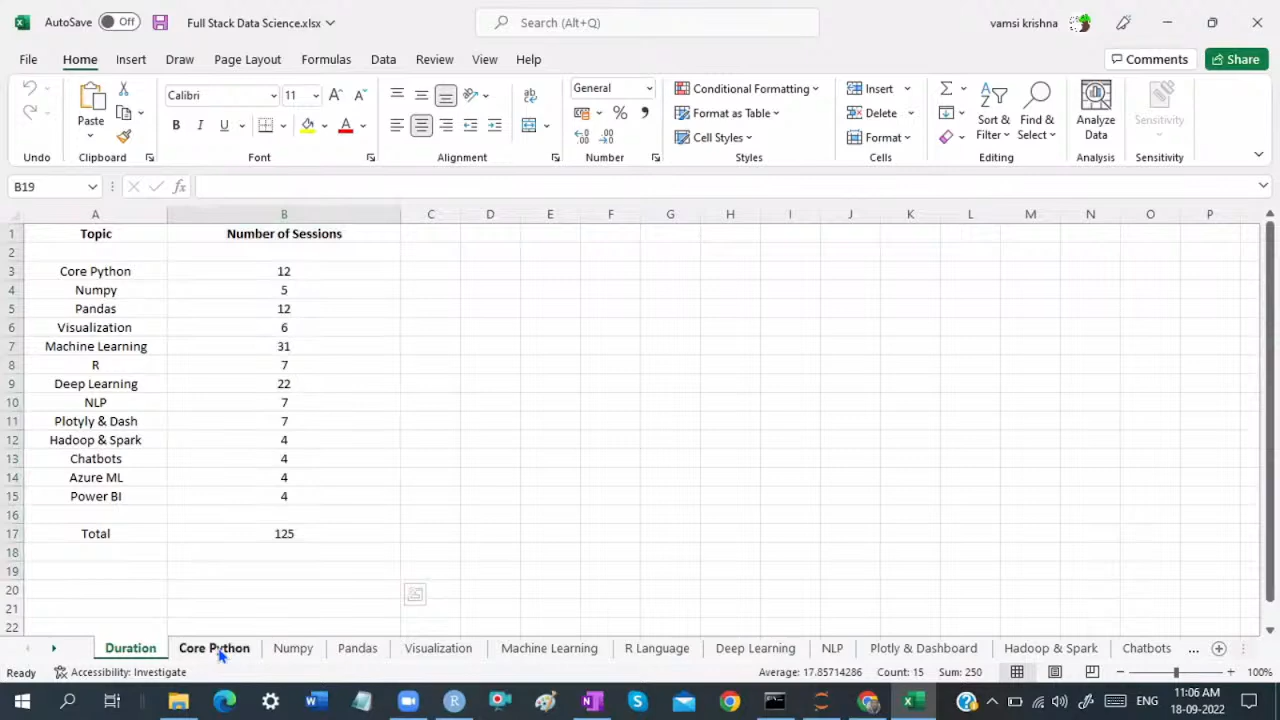 AutoSave Off Full Stack Data Science.xlsx Search (Alt+Q) vamsi krishna
File Home Insert Draw Page Layout Formulas Data Review View Help Comments Share
Calibri 11 General Conditional Formatting Insert
Paste Format as Table Delete Sort & Find & Analyze Sensitivity
B I U Cell Styles Format Filter Select Data
Undo Clipboard Font Alignment Number Styles Cells Editing Analysis Sensitivity
B19 fx
A B C D E F G H I J K L M N O P
1 Topic Number of Sessions
2
3 Core Python 12
4 Numpy 5
5 Pandas 12
6 Visualization 6
7 Machine Learning 31
8 R 7
9 Deep Learning 22
10 NLP 7
11 Plotyly & Dash 7
12 Hadoop & Spark 4
13 Chatbots 4
14 Azure ML 4
15 Power BI 4
16
17 Total 125
18
19
20
21
22
Duration Core Python Numpy Pandas Visualization Machine Learning R Language Deep Learning NLP Plotly & Dashboard Hadoop & Spark Chatbots ...
Ready Accessibility: Investigate Average: 17.85714286 Count: 15 Sum: 250 100%
ENG 11:06 AM
18-09-2022